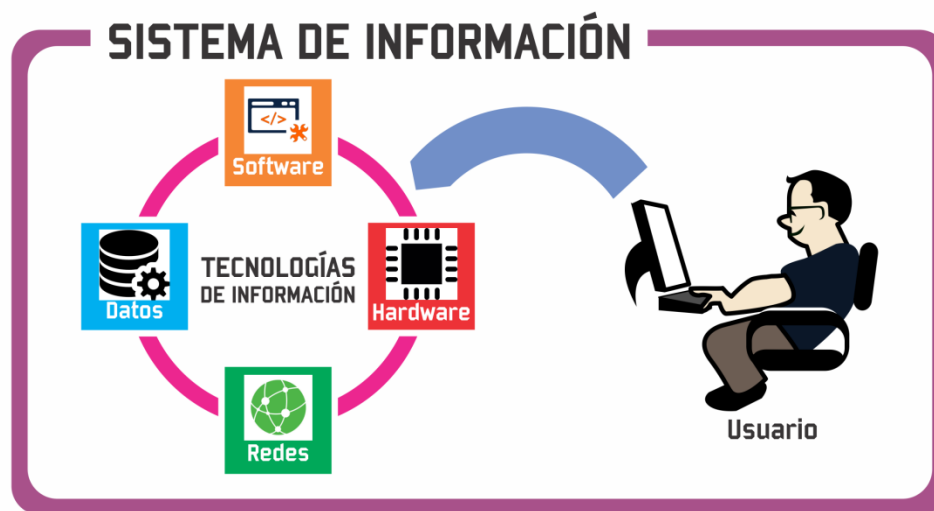 SISTEMA DE INFORMACIÓN
</>
Software
Datos
TECNOLOGÍAS
DE INFORMACIÓN
Hardware
Redes
Usuario